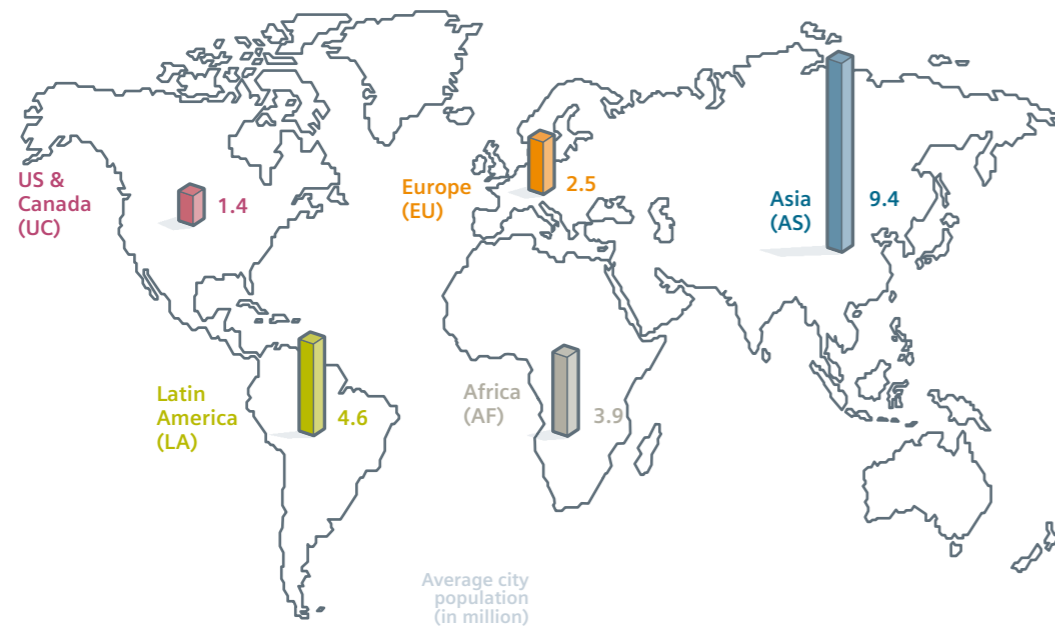 US &
Canada
(UC)
1.4
Europe
(EU)
2.5
Asia
(AS)
9.4
Latin
America
(LA)
4.6
Africa
(AF)
3.9
Average city
population
(in million)